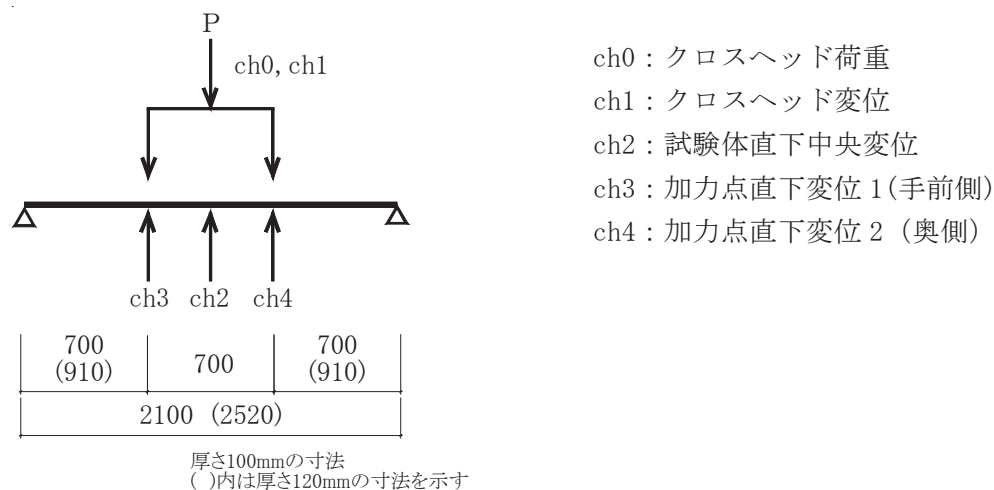 P
ch0, ch1
ch3 ch2 ch4
700 700 700
(910) (910)
2100 (2520)
厚さ100mmの寸法
( )内は厚さ120mmの寸法を示す
ch0：クロスヘッド荷重
ch1：クロスヘッド変位
ch2：試験体直下中央変位
ch3：加力点直下変位 1(手前側)
ch4：加力点直下変位 2 (奥側)